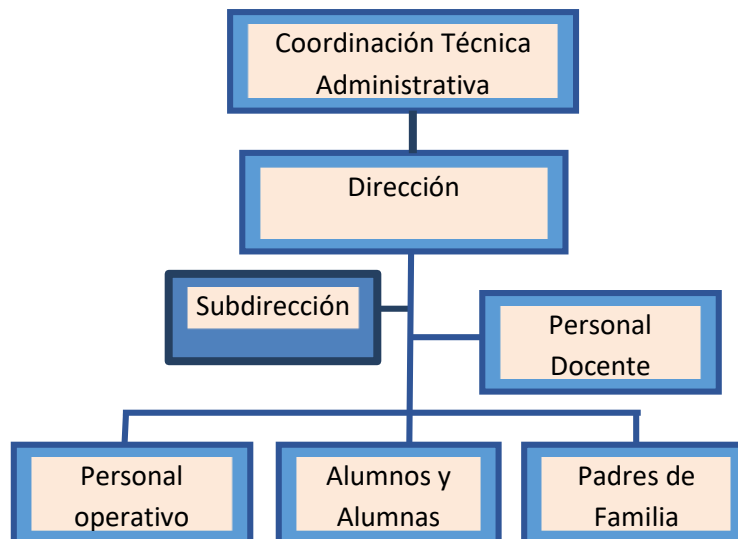 Coordinación Técnica
Administrativa
Dirección
Subdirección
Personal
Docente
Personal
operativo
Alumnos y
Alumnas
Padres de
Familia